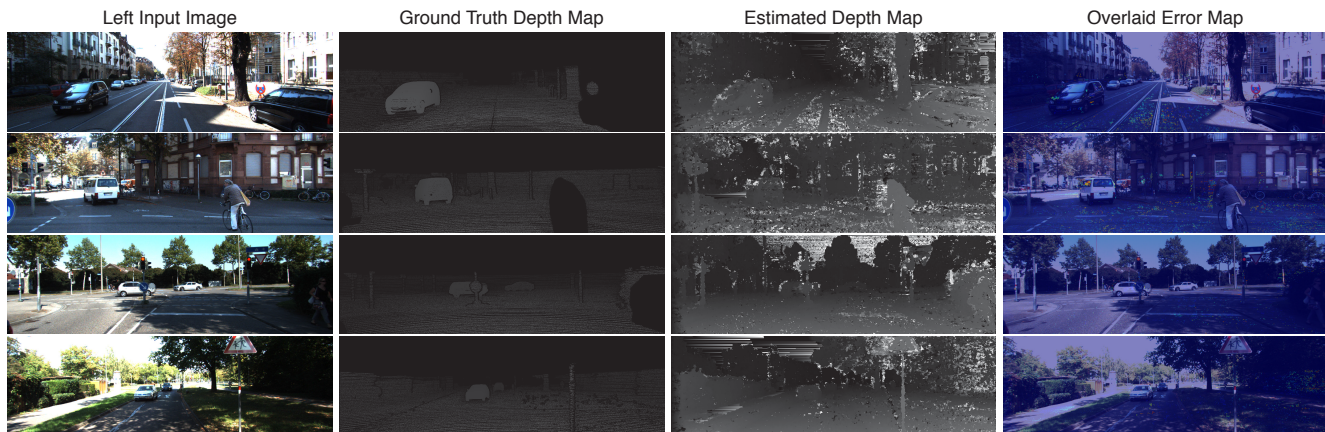 Left Input Image
Ground Truth Depth Map
Estimated Depth Map
Overlaid Error Map